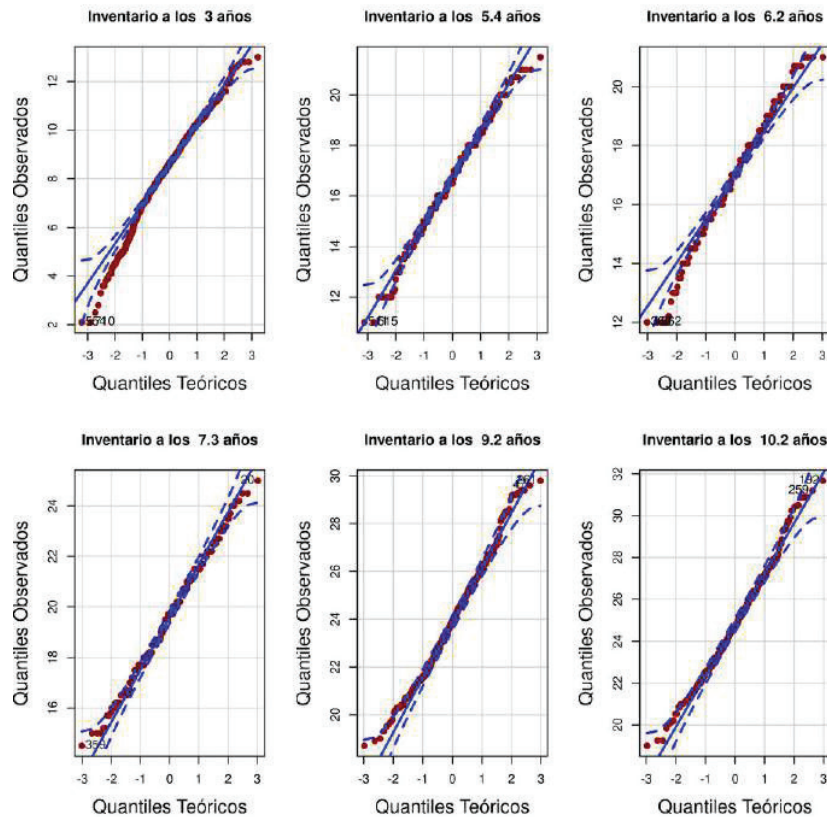 Inventario a los 3 años
Inventario a los 5.4 años
Inventario a los 6.2 años
Quantiles Observados
12
10
8
6
4
2
-3 -2 -1 0 1 2 3
Quantiles Teóricos
Quantiles Observados
20
18
16
14
12
-3 -2 -1 0 1 2 3
Quantiles Teóricos
Quantiles Observados
20
18
16
14
12
-3 -2 -1 0 1 2 3
Quantiles Teóricos
Inventario a los 7.3 años
Inventario a los 9.2 años
Inventario a los 10.2 años
Quantiles Observados
24
22
20
18
16
-3 -2 -1 0 1 2 3
Quantiles Teóricos
Quantiles Observados
30
28
26
24
22
20
-3 -2 -1 0 1 2 3
Quantiles Teóricos
Quantiles Observados
32
30
28
26
24
22
20
259
-3 -2 -1 0 1 2 3
Quantiles Teóricos